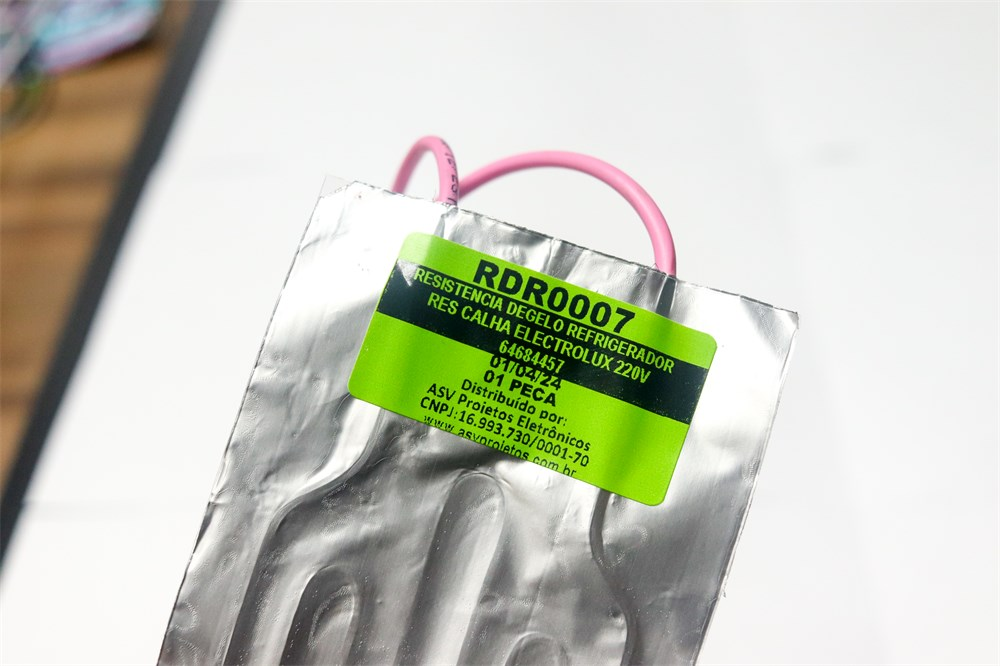 RDR0007
RESISTENCIA DEGELO REFRIGERADOR
RES CALHA ELECTROLUX 220V
64684457
01/04/24
01 PECA
Distribuído por:
ASV Projetos Eletrônicos
CNPJ:16.993.730/0001-70
www.asvprojetos.com.br